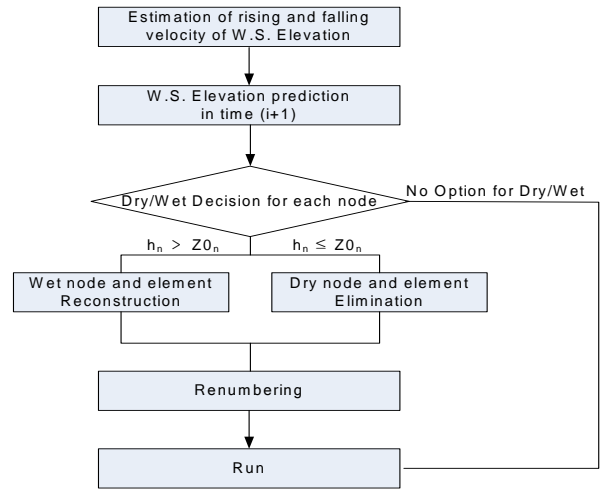 Estimation of rising and falling
velocity of W.S. Elevation
W.S. Elevation prediction
in time (i+1)
Dry/Wet Decision for each node
No Option for Dry/Wet
hₙ > Z0ₙ
hₙ ≤ Z0ₙ
Wet node and element
Reconstruction
Dry node and element
Elimination
Renumbering
Run